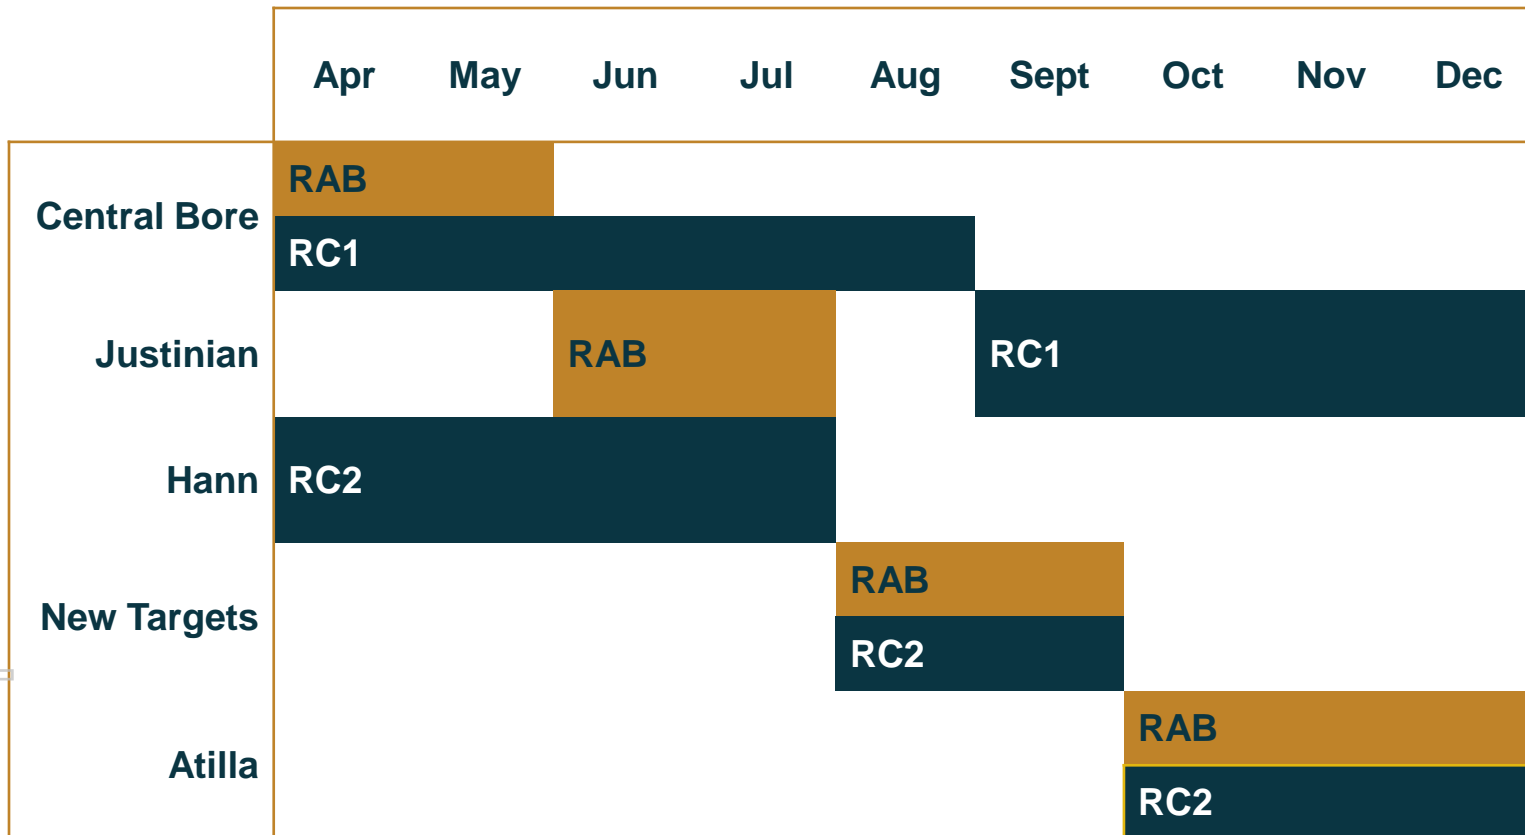 Apr May Jun Jul Aug Sept Oct Nov Dec
Central Bore
RAB
RC1
Justinian
RAB
RC1
Hann
RC2
New Targets
RAB
RC2
Atilla
RAB
RC2